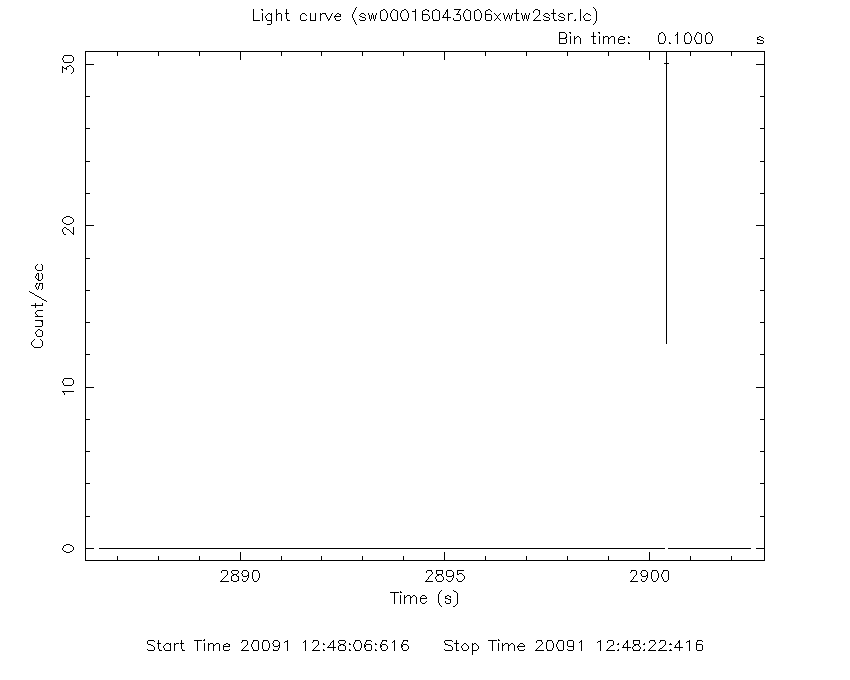 Light curve (sw00016043006xwtw2stsr.lc)
Bin time: 0.1000 s
30
20
10
0
Count/sec
2890 2895 2900
Time (s)
Start Time 20091 12:48:06:616 Stop Time 20091 12:48:22:416